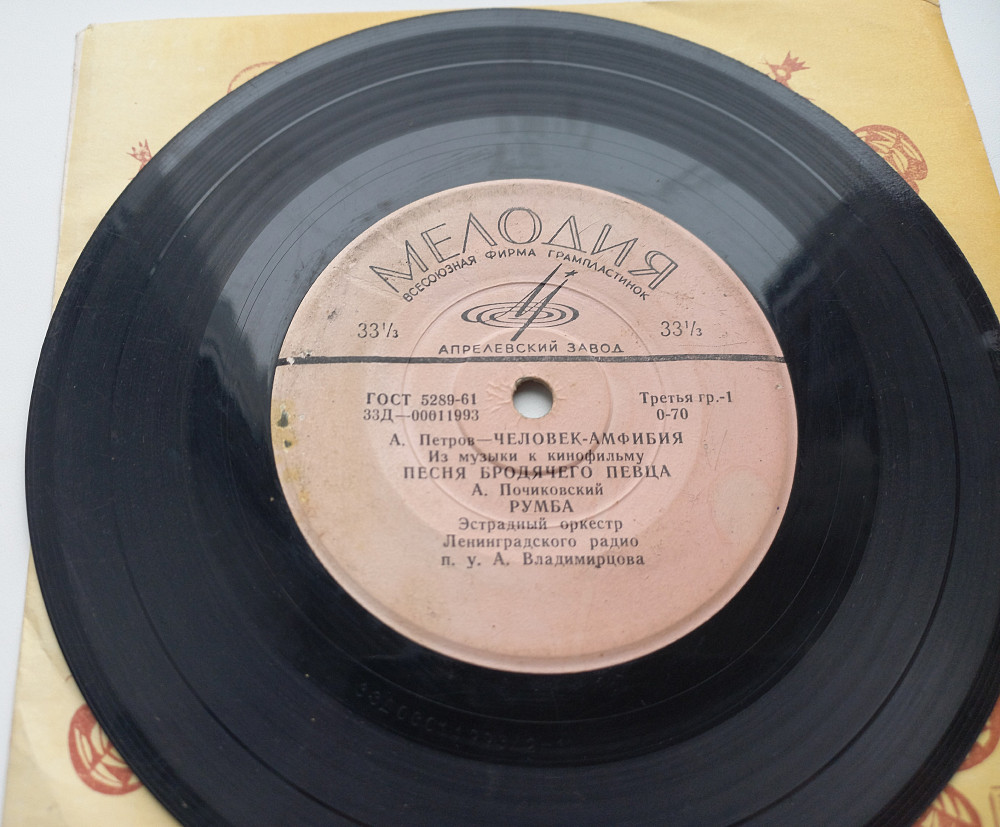 МЕЛОДИЯ
ВСЕСОЮЗНАЯ ФИРМА ГРАМПЛАСТИНОК
33⅓ 33⅓
АПРЕЛЕВСКИЙ ЗАВОД
ГОСТ 5289-61 Третья гр.-1
33Д—00011993 0-70
А. Петров—ЧЕЛОВЕК-АМФИБИЯ
Из музыки к кинофильму
ПЕСНЯ БРОДЯЧЕГО ПЕВЦА
А. Почиковский
РУМБА
Эстрадный оркестр
Ленинградского радио
п. у. А. Владимирцова